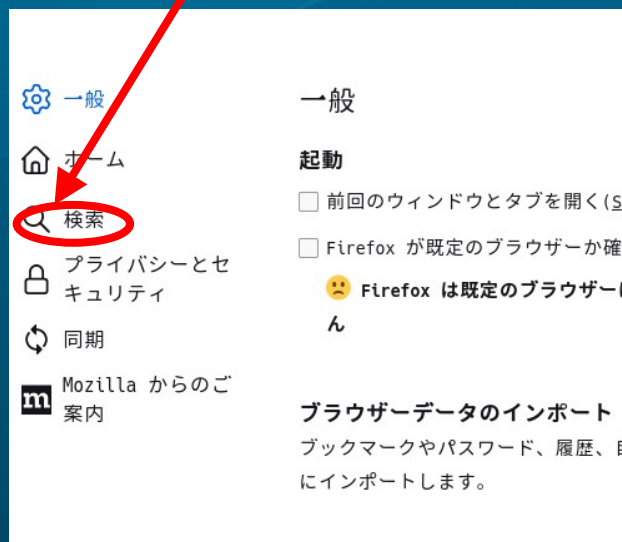 一般
ホーム
検索
プライバシーとセ
キュリティ
同期
Mozilla からのご
案内
一般
起動
前回のウィンドウとタブを開く(S
Firefox が既定のブラウザーか確
Firefox は既定のブラウザー
ん
ブラウザーデータのインポート
ブックマークやパスワード、履歴、
にインポートします。